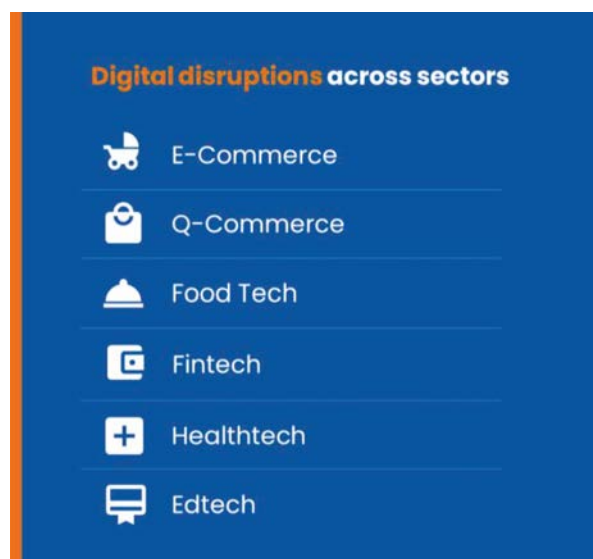 Digital disruptions across sectors
E-Commerce
Q-Commerce
Food Tech
Fintech
Healthtech
Edtech